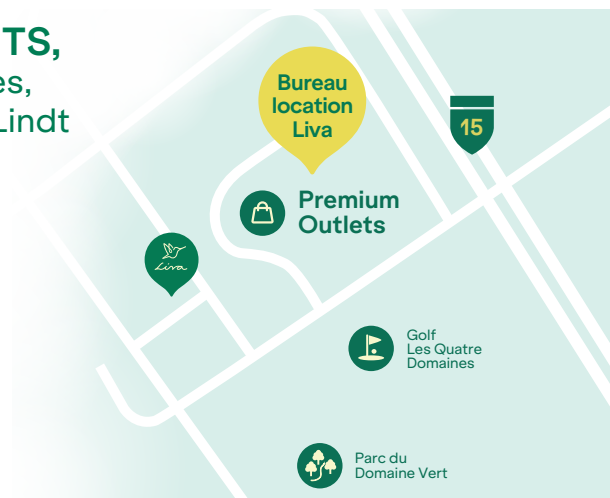 TS,
es,
Lindt
Bureau
location
Liva
15
Premium
Outlets
Liva
Golf
Les Quatre
Domaines
Parc du
Domaine Vert